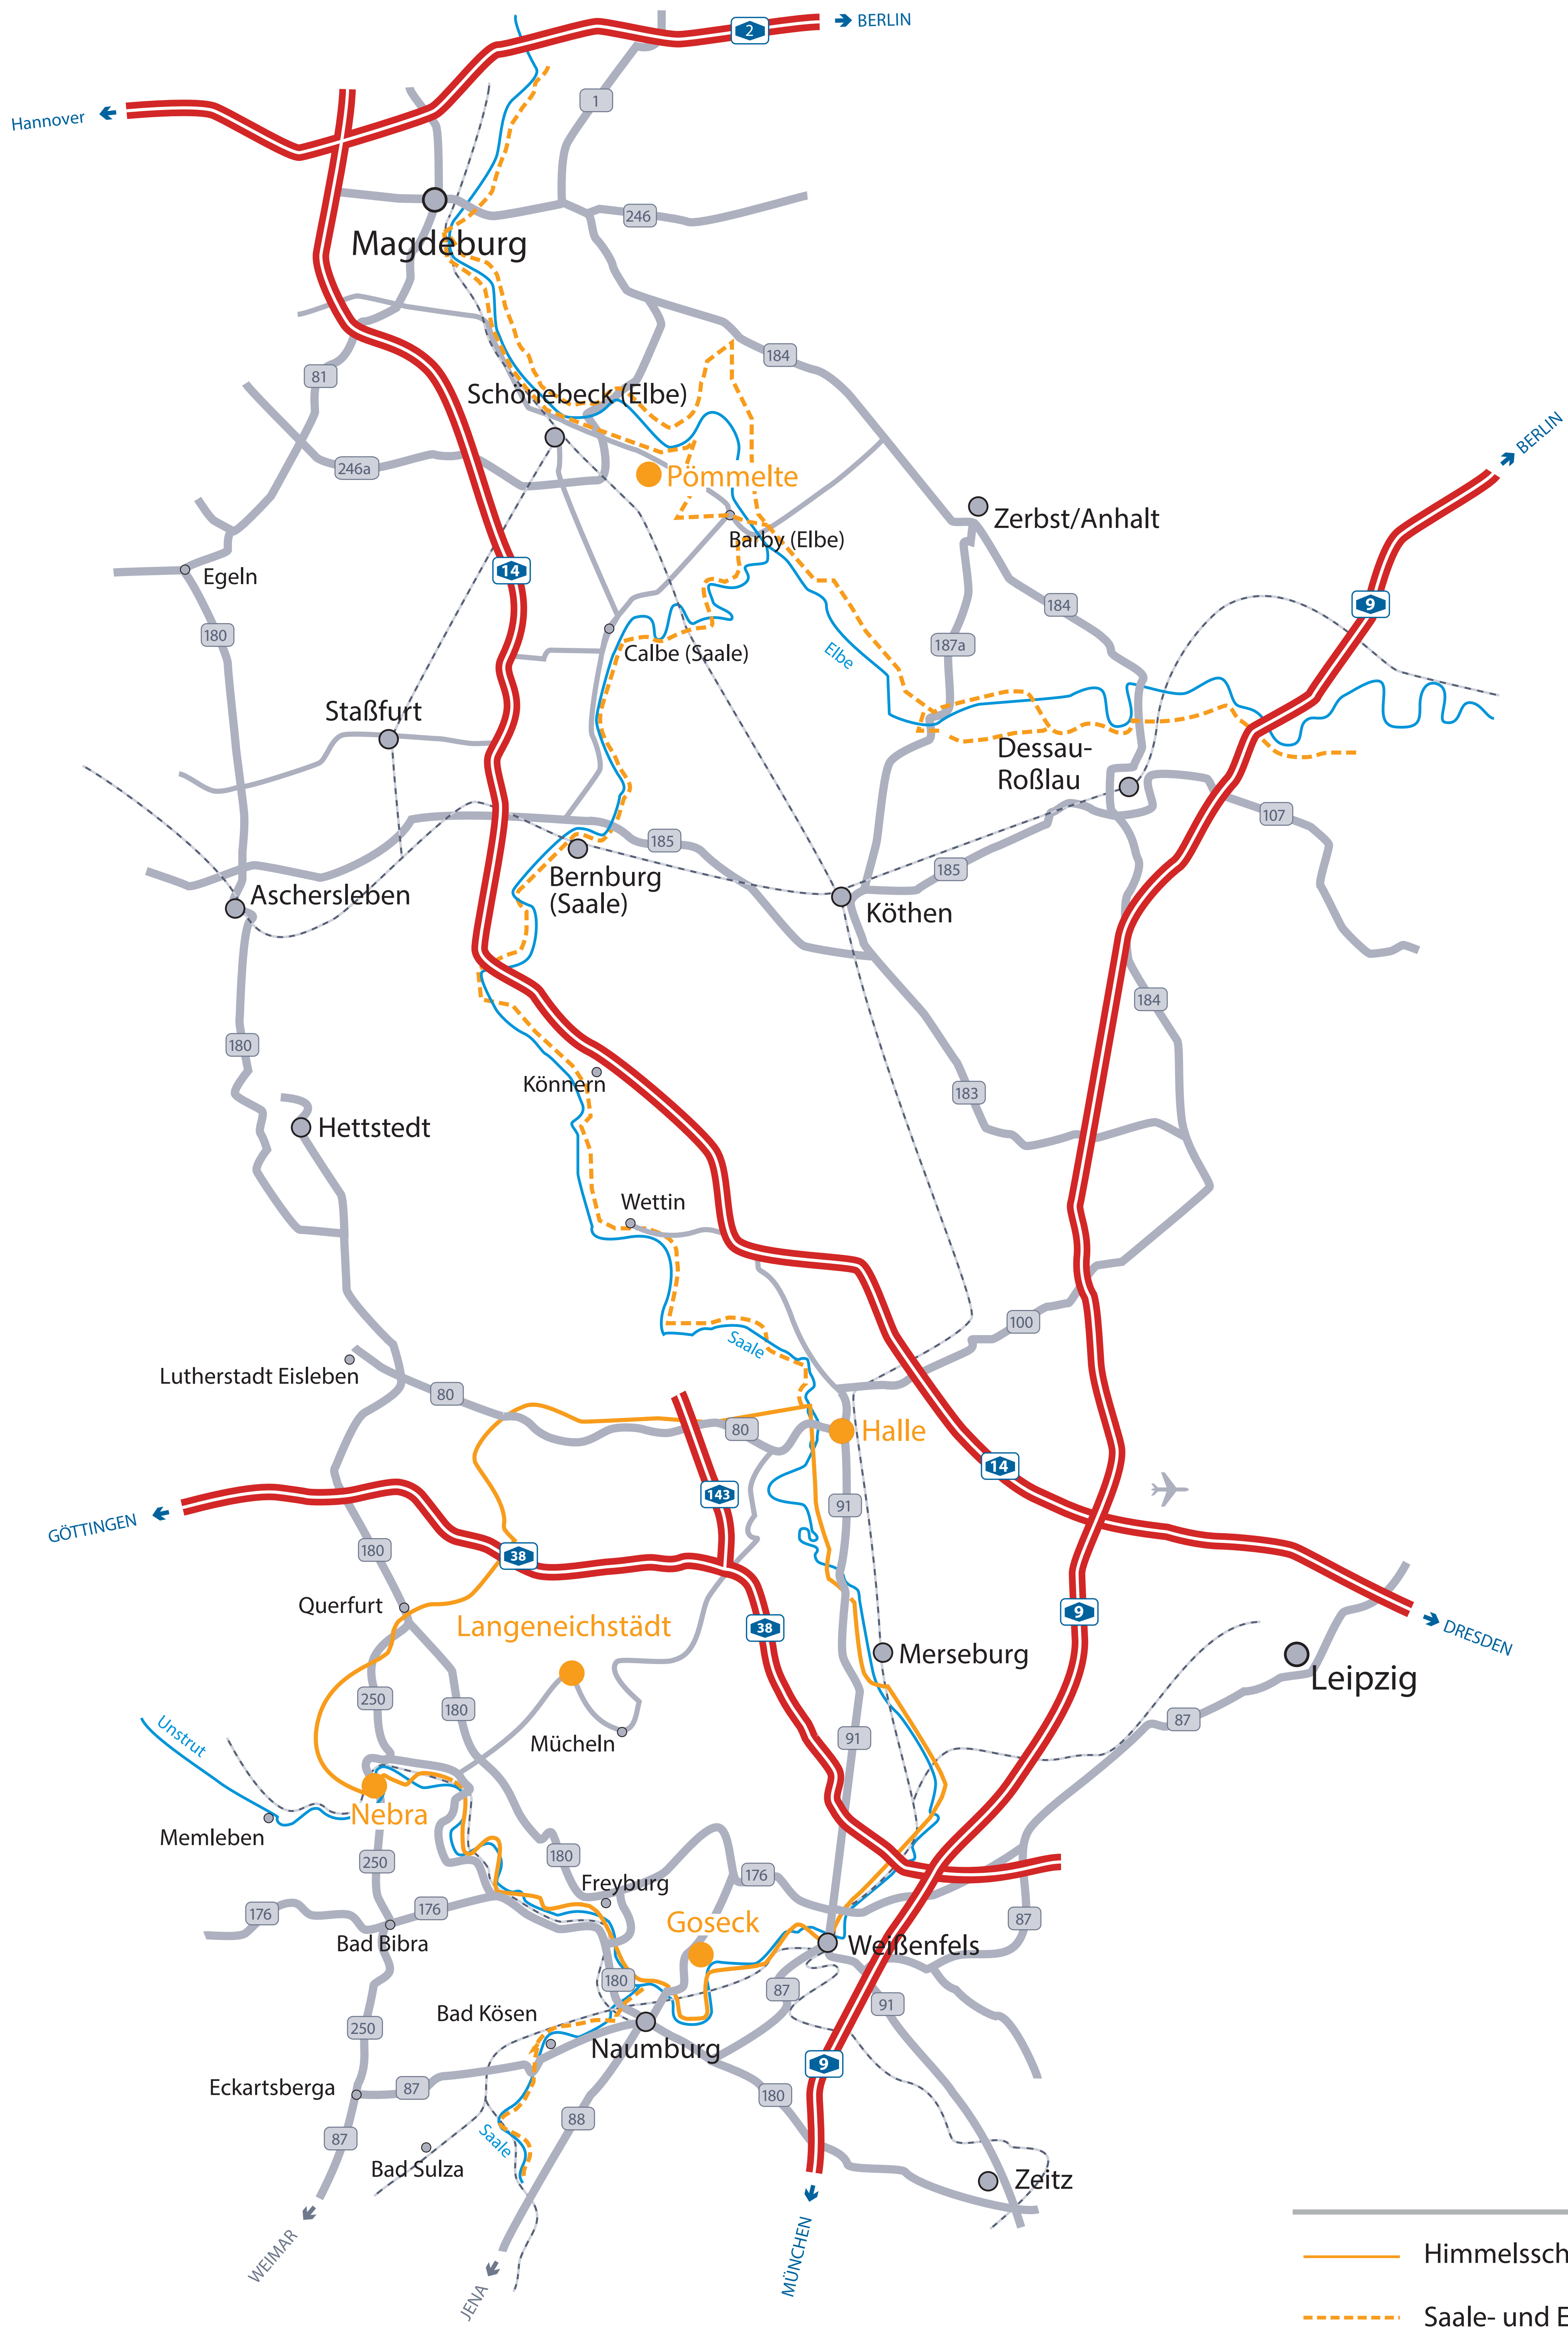 BERLIN
2
Hannover
1
246
Magdeburg
184
81
Schönebeck (Elbe)
BERLIN
246a
Pömmelte
Zerbst/Anhalt
Barby (Elbe)
14
Egeln
9
184
180
187a
Calbe (Saale)
Elbe
Staßfurt
Dessau-
Roßlau
107
185
185
Bernburg
(Saale)
Aschersleben
Köthen
184
180
Könnern
183
Hettstedt
Wettin
100
Saale
Lutherstadt Eisleben
80
80
Halle
14
143
91
GÖTTINGEN
180
38
Querfurt
9
Langeneichstädt
38
DRESDEN
Merseburg
Leipzig
250
180
87
Unstrut
91
Mücheln
Nebra
Memleben
180
250
176
Freyburg
176
176
87
Goseck
Bad Bibra
Weißenfels
180
87
91
Bad Kösen
250
Naumburg
9
Eckartsberga
87
180
88
87
Saale
Bad Sulza
Zeitz
WEIMAR
MÜNCHEN
JENA
Himmelssch
Saale- und E